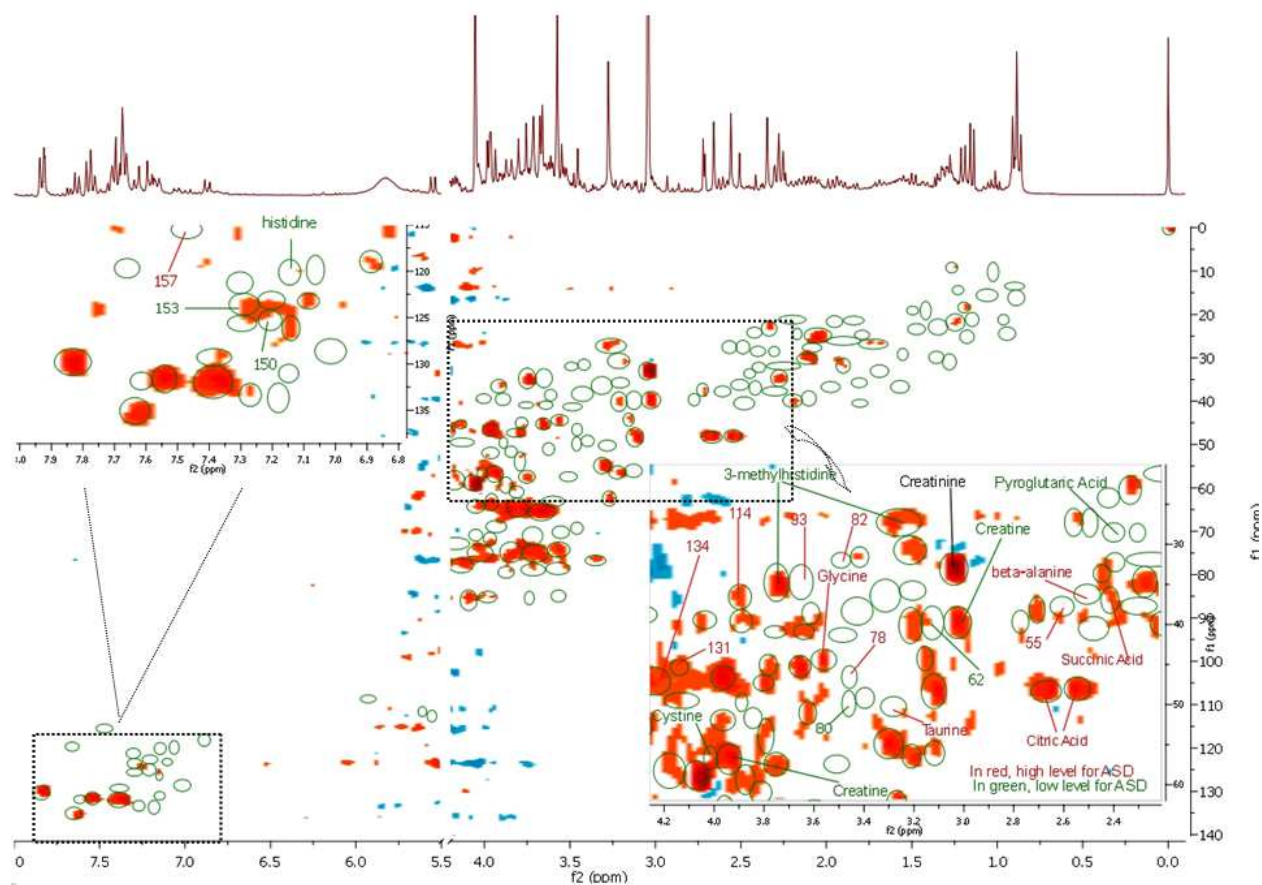 histidine
157
153
150
115
120
125
130
135
8.0 7.9 7.8 7.7 7.6 7.5 7.4 7.3 7.2 7.1 7.0 6.9 6.8
f2 (ppm)
0
10
20
30
40
50
60
70
80
90
100
110
120
130
140
f1 (ppm)
3-methylhistidine
Creatinine
Pyroglutaric Acid
114
93
82
Creatine
134
Glycine
beta-alanine
131
78
55
62
Succinic Acid
Cystine
80
Taurine
Citric Acid
Creatine
In red, high level for ASD
In green, low level for ASD
30
40
50
60
f1 (ppm)
4.2 4.0 3.8 3.6 3.4 3.2 3.0 2.8 2.6 2.4
f2 (ppm)
7.5 7.0 6.5 6.0 5.5 4.0 3.5 3.0 2.5 2.0 1.5 1.0 0.5 0.0
f2 (ppm)